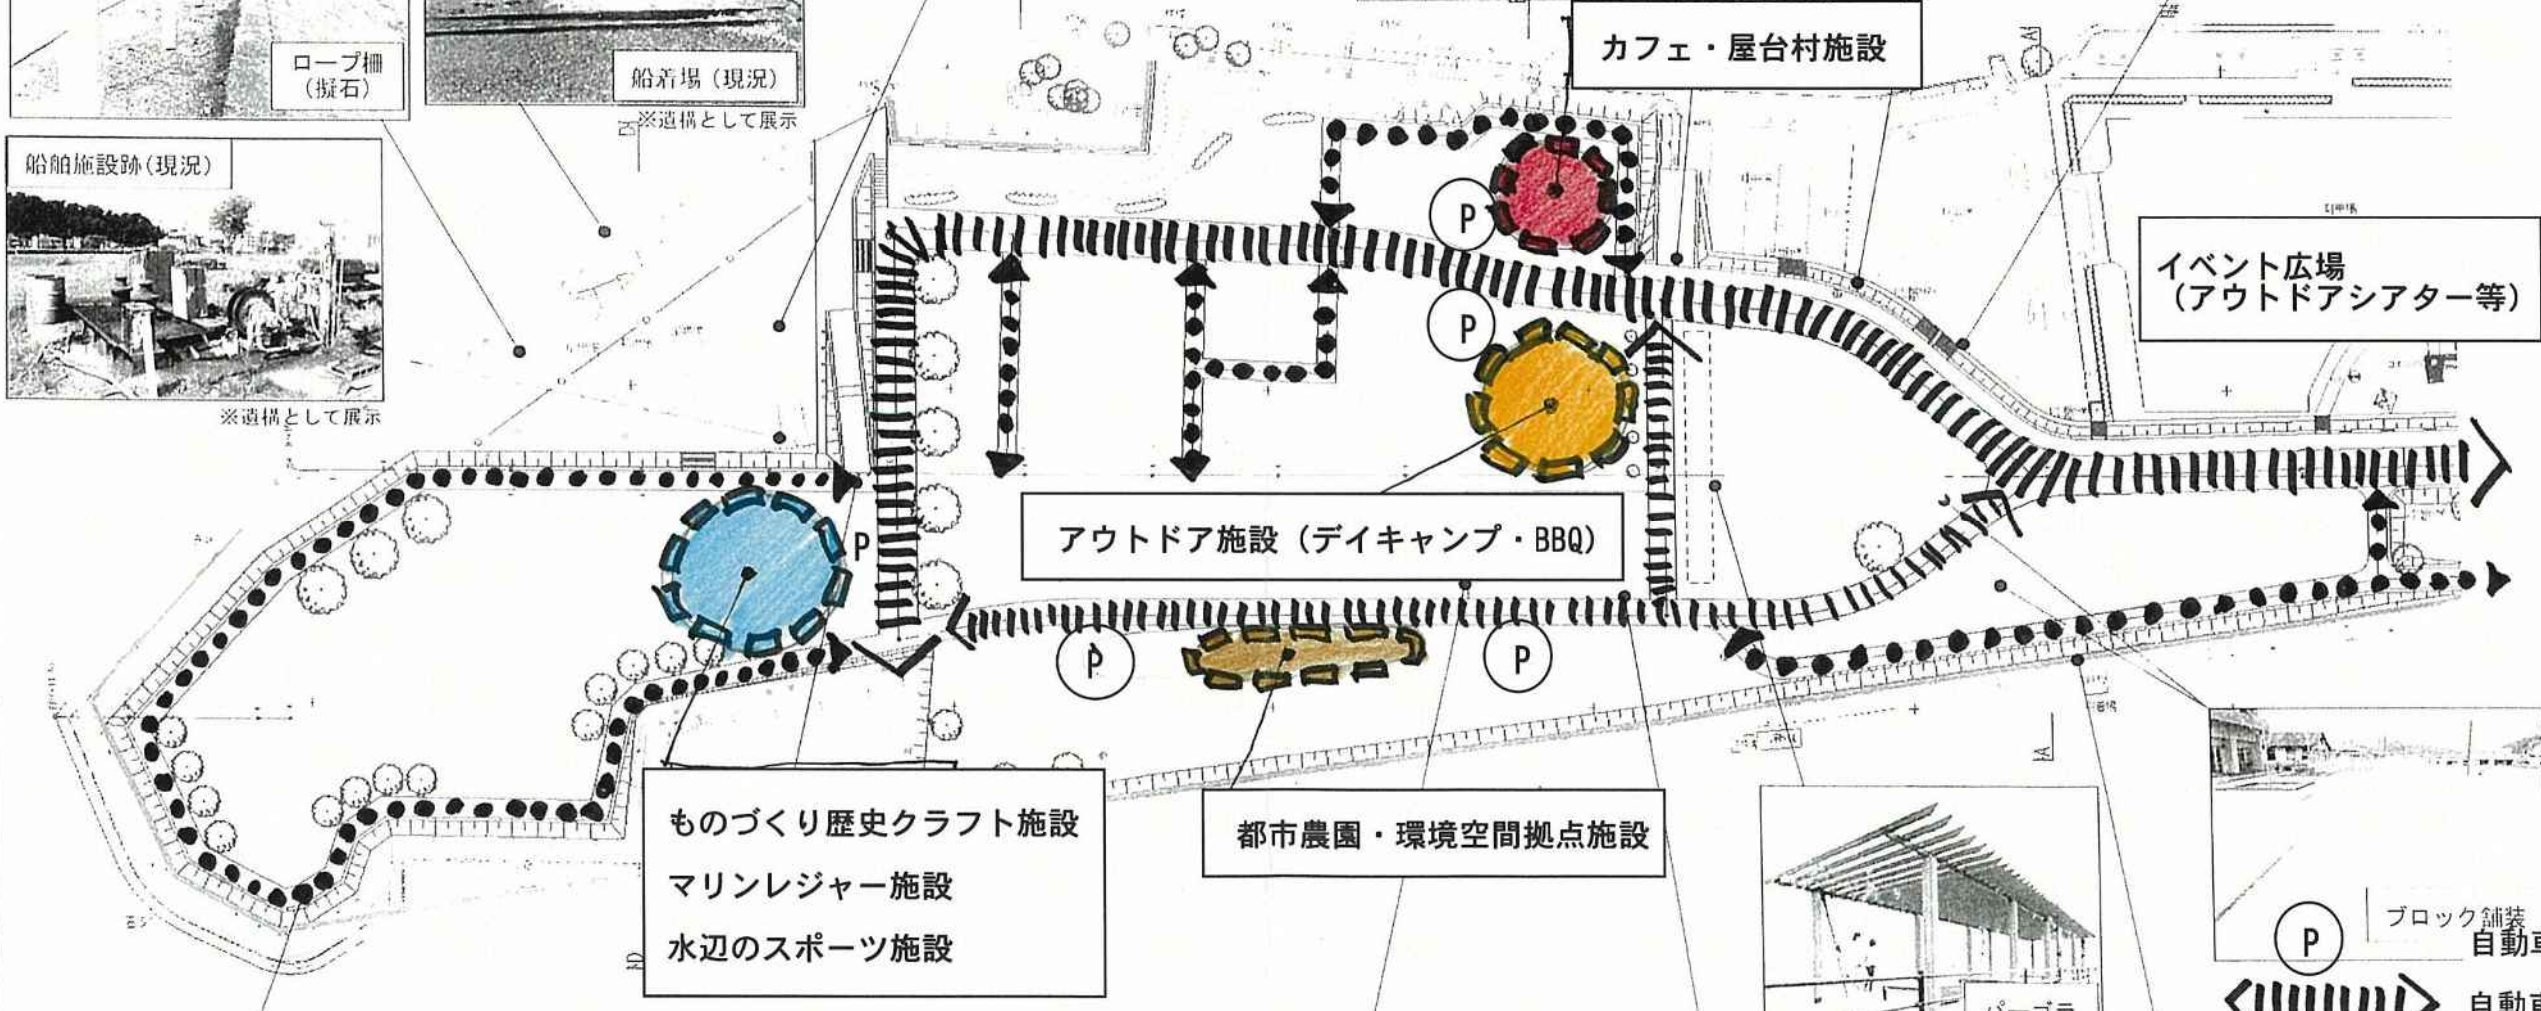 ロープ柵
(擬石)
船着場(現況)
※遺構として展示
船舶施設跡(現況)
※遺構として展示
カフェ・屋台村施設
P
イベント広場
(アウトドアシアター等)
P
アウトドア施設(デイキャンプ・BBQ)
P
P
P
ものづくり歴史クラフト施設
マリンレジャー施設
水辺のスポーツ施設
都市農園・環境空間拠点施設
パーゴラ
ブロック舗装
P
自動車
自動車